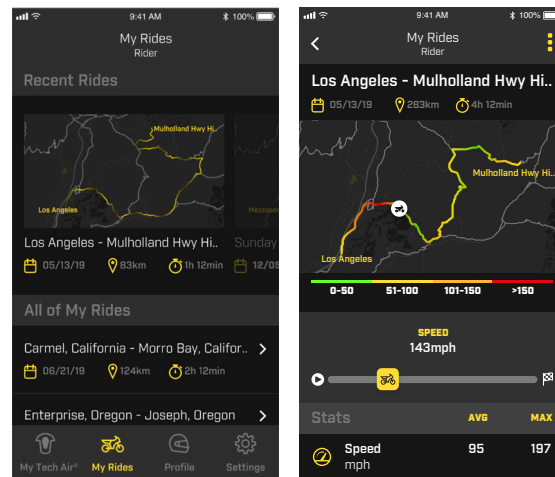 9:41 AM
100%
My Rides
Rider
Recent Rides
Mulholland Hwy Hi..
Los Angeles
Los Angeles - Mulholland Hwy Hi..
05/13/19
83km
1h 12min
Sunday
12/09
All of My Rides
Carmel, California - Morro Bay, Califor..
06/21/19
124km
2h 12min
Enterprise, Oregon - Joseph, Oregon
My Tech Air®
My Rides
Profile
Settings
9:41 AM
100%
My Rides
Rider
Los Angeles - Mulholland Hwy Hi..
05/13/19
283km
4h 12min
Mulholland Hwy Hi..
Los Angeles
0-50
51-100
101-150
>150
SPEED
143mph
Stats
AVG
MAX
Speed
95
197
mph